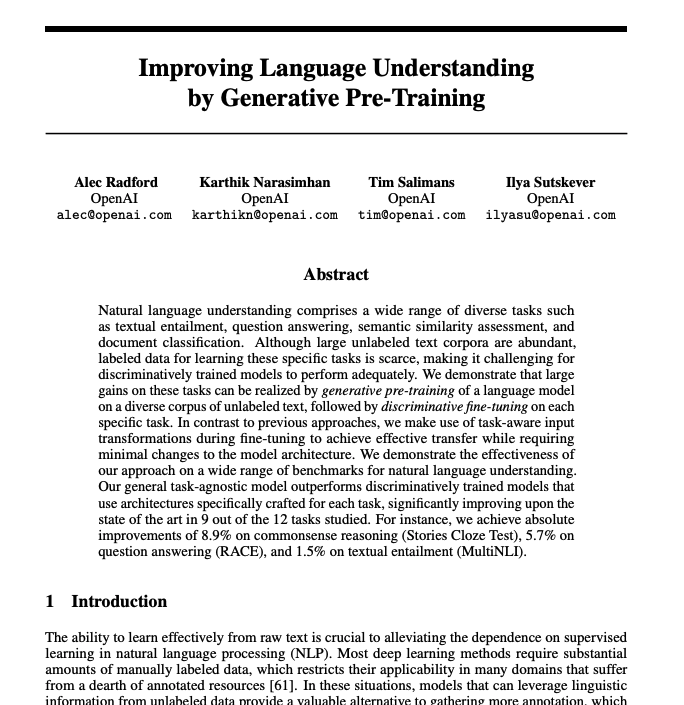 Improving Language Understanding
by Generative Pre-Training
Alec Radford
OpenAI
alec@openai.com
Karthik Narasimhan
OpenAI
karthikn@openai.com
Tim Salimans
OpenAI
tim@openai.com
Ilya Sutskever
OpenAI
ilyasu@openai.com
Abstract
Natural language understanding comprises a wide range of diverse tasks such
as textual entailment, question answering, semantic similarity assessment, and
document classification. Although large unlabeled text corpora are abundant,
labeled data for learning these specific tasks is scarce, making it challenging for
discriminatively trained models to perform adequately. We demonstrate that large
gains on these tasks can be realized by generative pre-training of a language model
on a diverse corpus of unlabeled text, followed by discriminative fine-tuning on each
specific task. In contrast to previous approaches, we make use of task-aware input
transformations during fine-tuning to achieve effective transfer while requiring
minimal changes to the model architecture. We demonstrate the effectiveness of
our approach on a wide range of benchmarks for natural language understanding.
Our general task-agnostic model outperforms discriminatively trained models that
use architectures specifically crafted for each task, significantly improving upon the
state of the art in 9 out of the 12 tasks studied. For instance, we achieve absolute
improvements of 8.9% on commonsense reasoning (Stories Cloze Test), 5.7% on
question answering (RACE), and 1.5% on textual entailment (MultiNLI).
1 Introduction
The ability to learn effectively from raw text is crucial to alleviating the dependence on supervised
learning in natural language processing (NLP). Most deep learning methods require substantial
amounts of manually labeled data, which restricts their applicability in many domains that suffer
from a dearth of annotated resources [61]. In these situations, models that can leverage linguistic
information from unlabeled data provide a valuable alternative to gathering more annotation, which